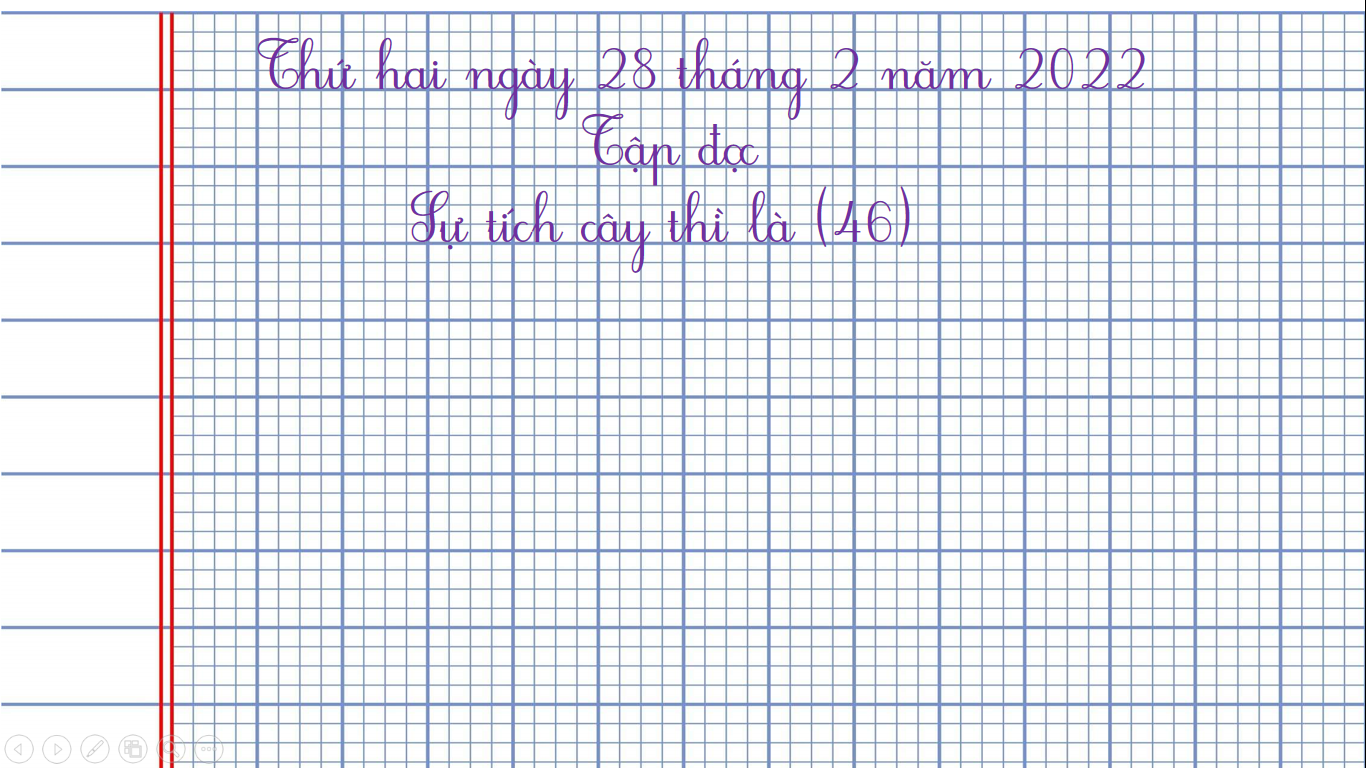 Thứ hai ngày 28 tháng 2 năm 2022
Tập đọc
Sự tích cây thì là (46)